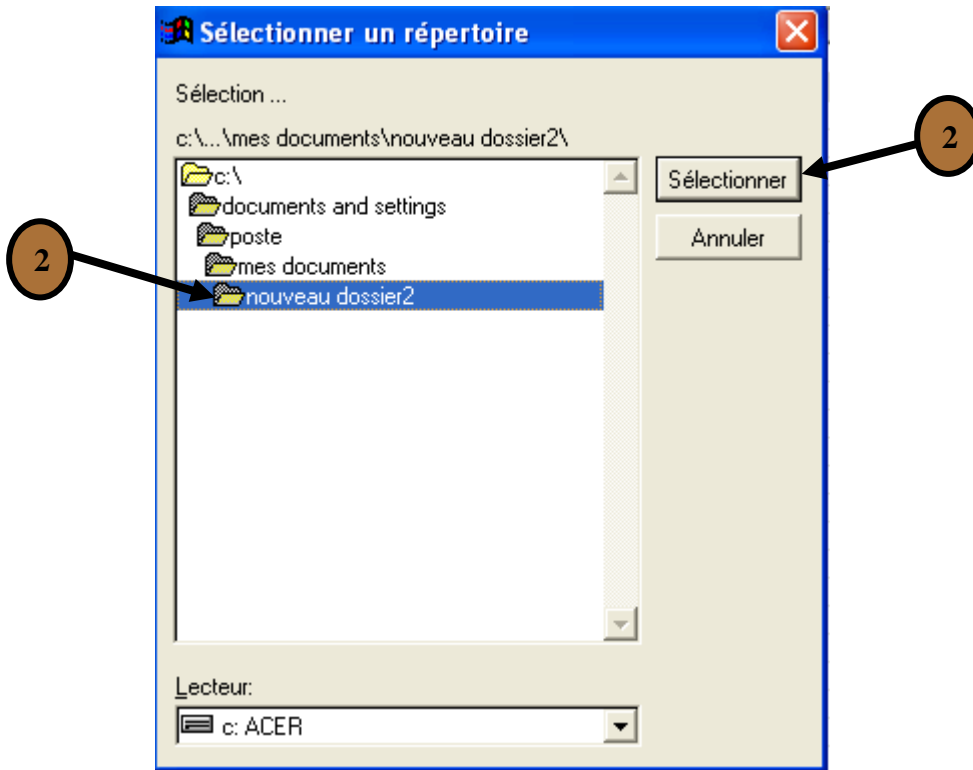 Sélectionner un répertoire
Sélection ...
c:\...\mes documents\nouveau dossier2\
c:\
documents and settings
poste
mes documents
nouveau dossier2
Sélectionner
Annuler
2
2
Lecteur:
c: ACER